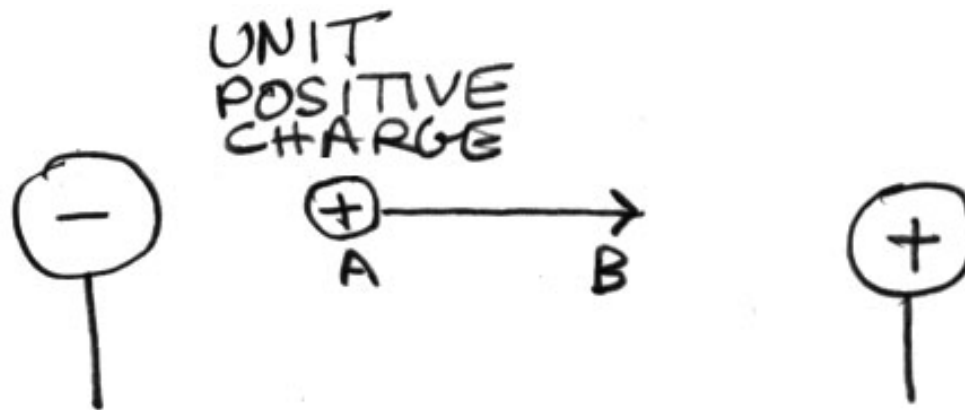 UNIT
POSITIVE
CHARGE
- + +
A B